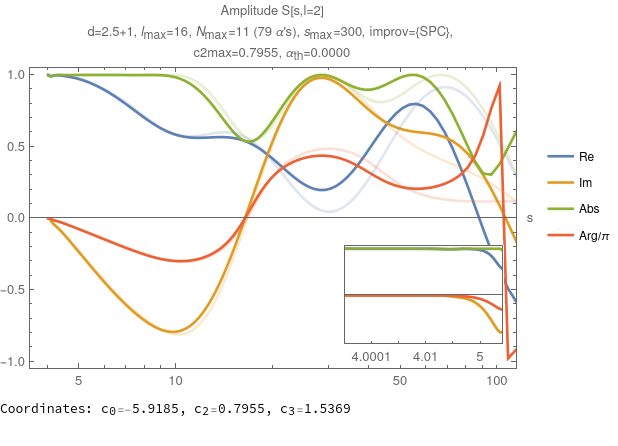 Amplitude S[s,l=2]
d=2.5+1, lmax=16, Nmax=11 (79 α's), smax=300, improv={SPC},
c2max=0.7955, αth=0.0000
1.0
0.5
0.0
−0.5
−1.0
s
Re
Im
Abs
Arg/π
4.0001 4.01 5
5 10 50 100
Coordinates: c0=-5.9185, c2=0.7955, c3=1.5369